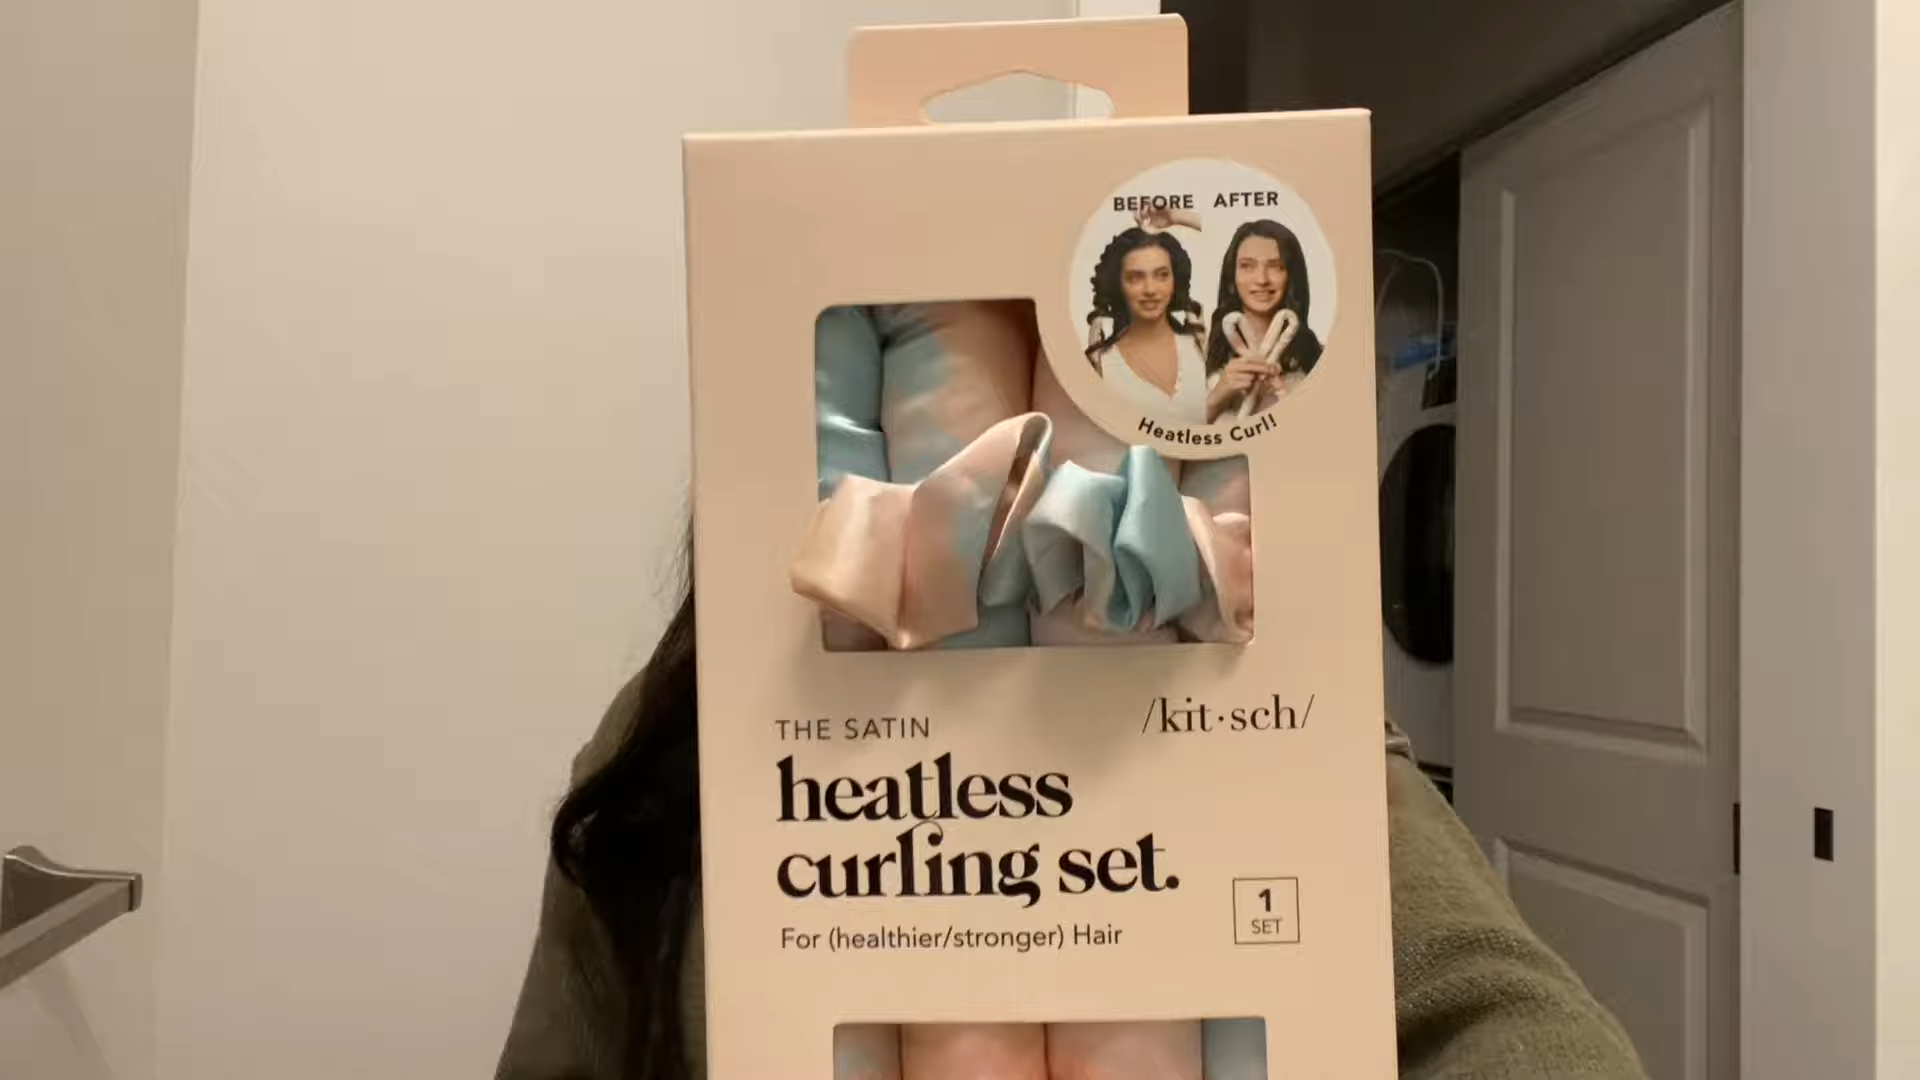 BEFORE AFTER
Heatless Curl!
THE SATIN
/kit·sch/
heatless
curling set.
For (healthier/stronger) Hair
1
SET